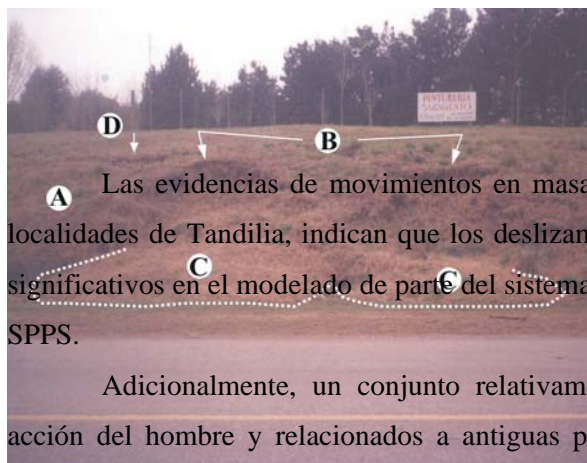 PINTURERIA
D
B
Las evidencias de movimientos en masa
A
localidades de Tandilia, indican que los deslizan
C
significativos en el modelado de parte del sistema
C
SPPS.
Adicionalmente, un conjunto relativam
acción del hombre y relacionados a antiguas p